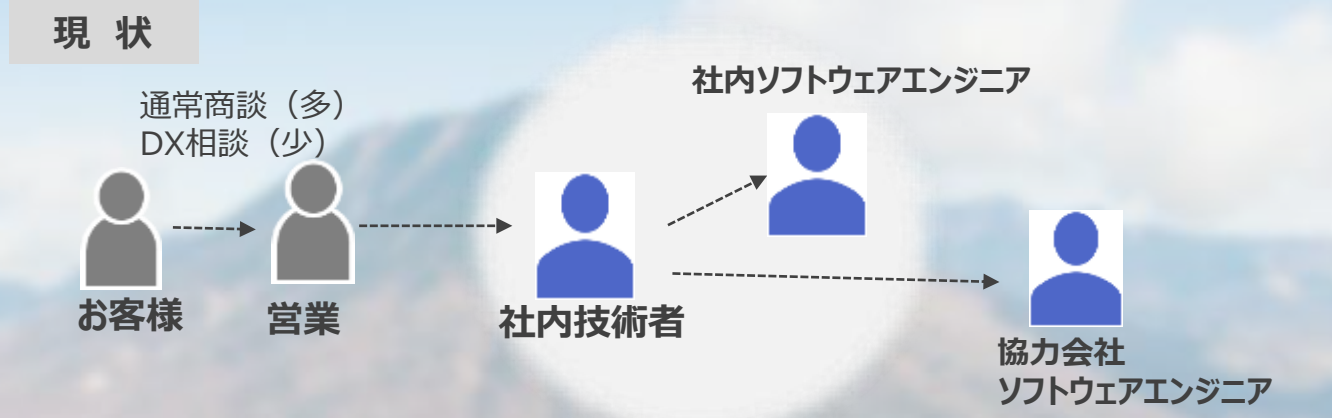 現 状
通常商談（多）
DX相談（少）
お客様
営業
社内技術者
社内ソフトウェアエンジニア
協力会社
ソフトウェアエンジニア